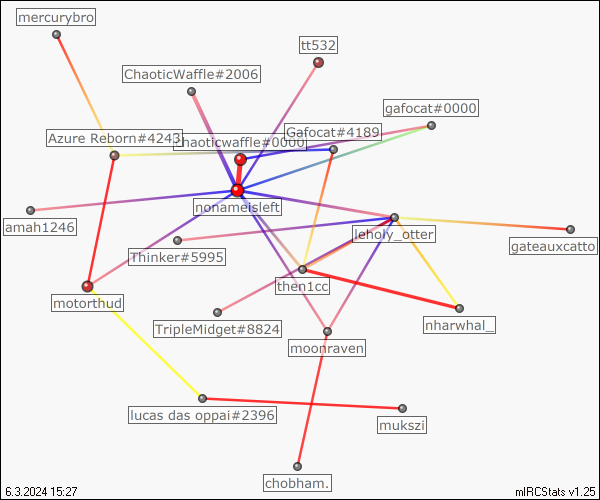 mercurybro
tt532
ChaoticWaffle#2006
gafocat#0000
Gafocat#4189
Azure Reborn#4243
Chaoticwaffle#0000
nonameisleft
amah1246
leholy_otter
gateauxcatto
Thinker#5995
then1cc
motorthud
nharwhal_
TripleMidget#8824
moonraven
lucas das oppai#2396
mukszi
chobham.
6.3.2024 15:27
mIRCStats v1.25